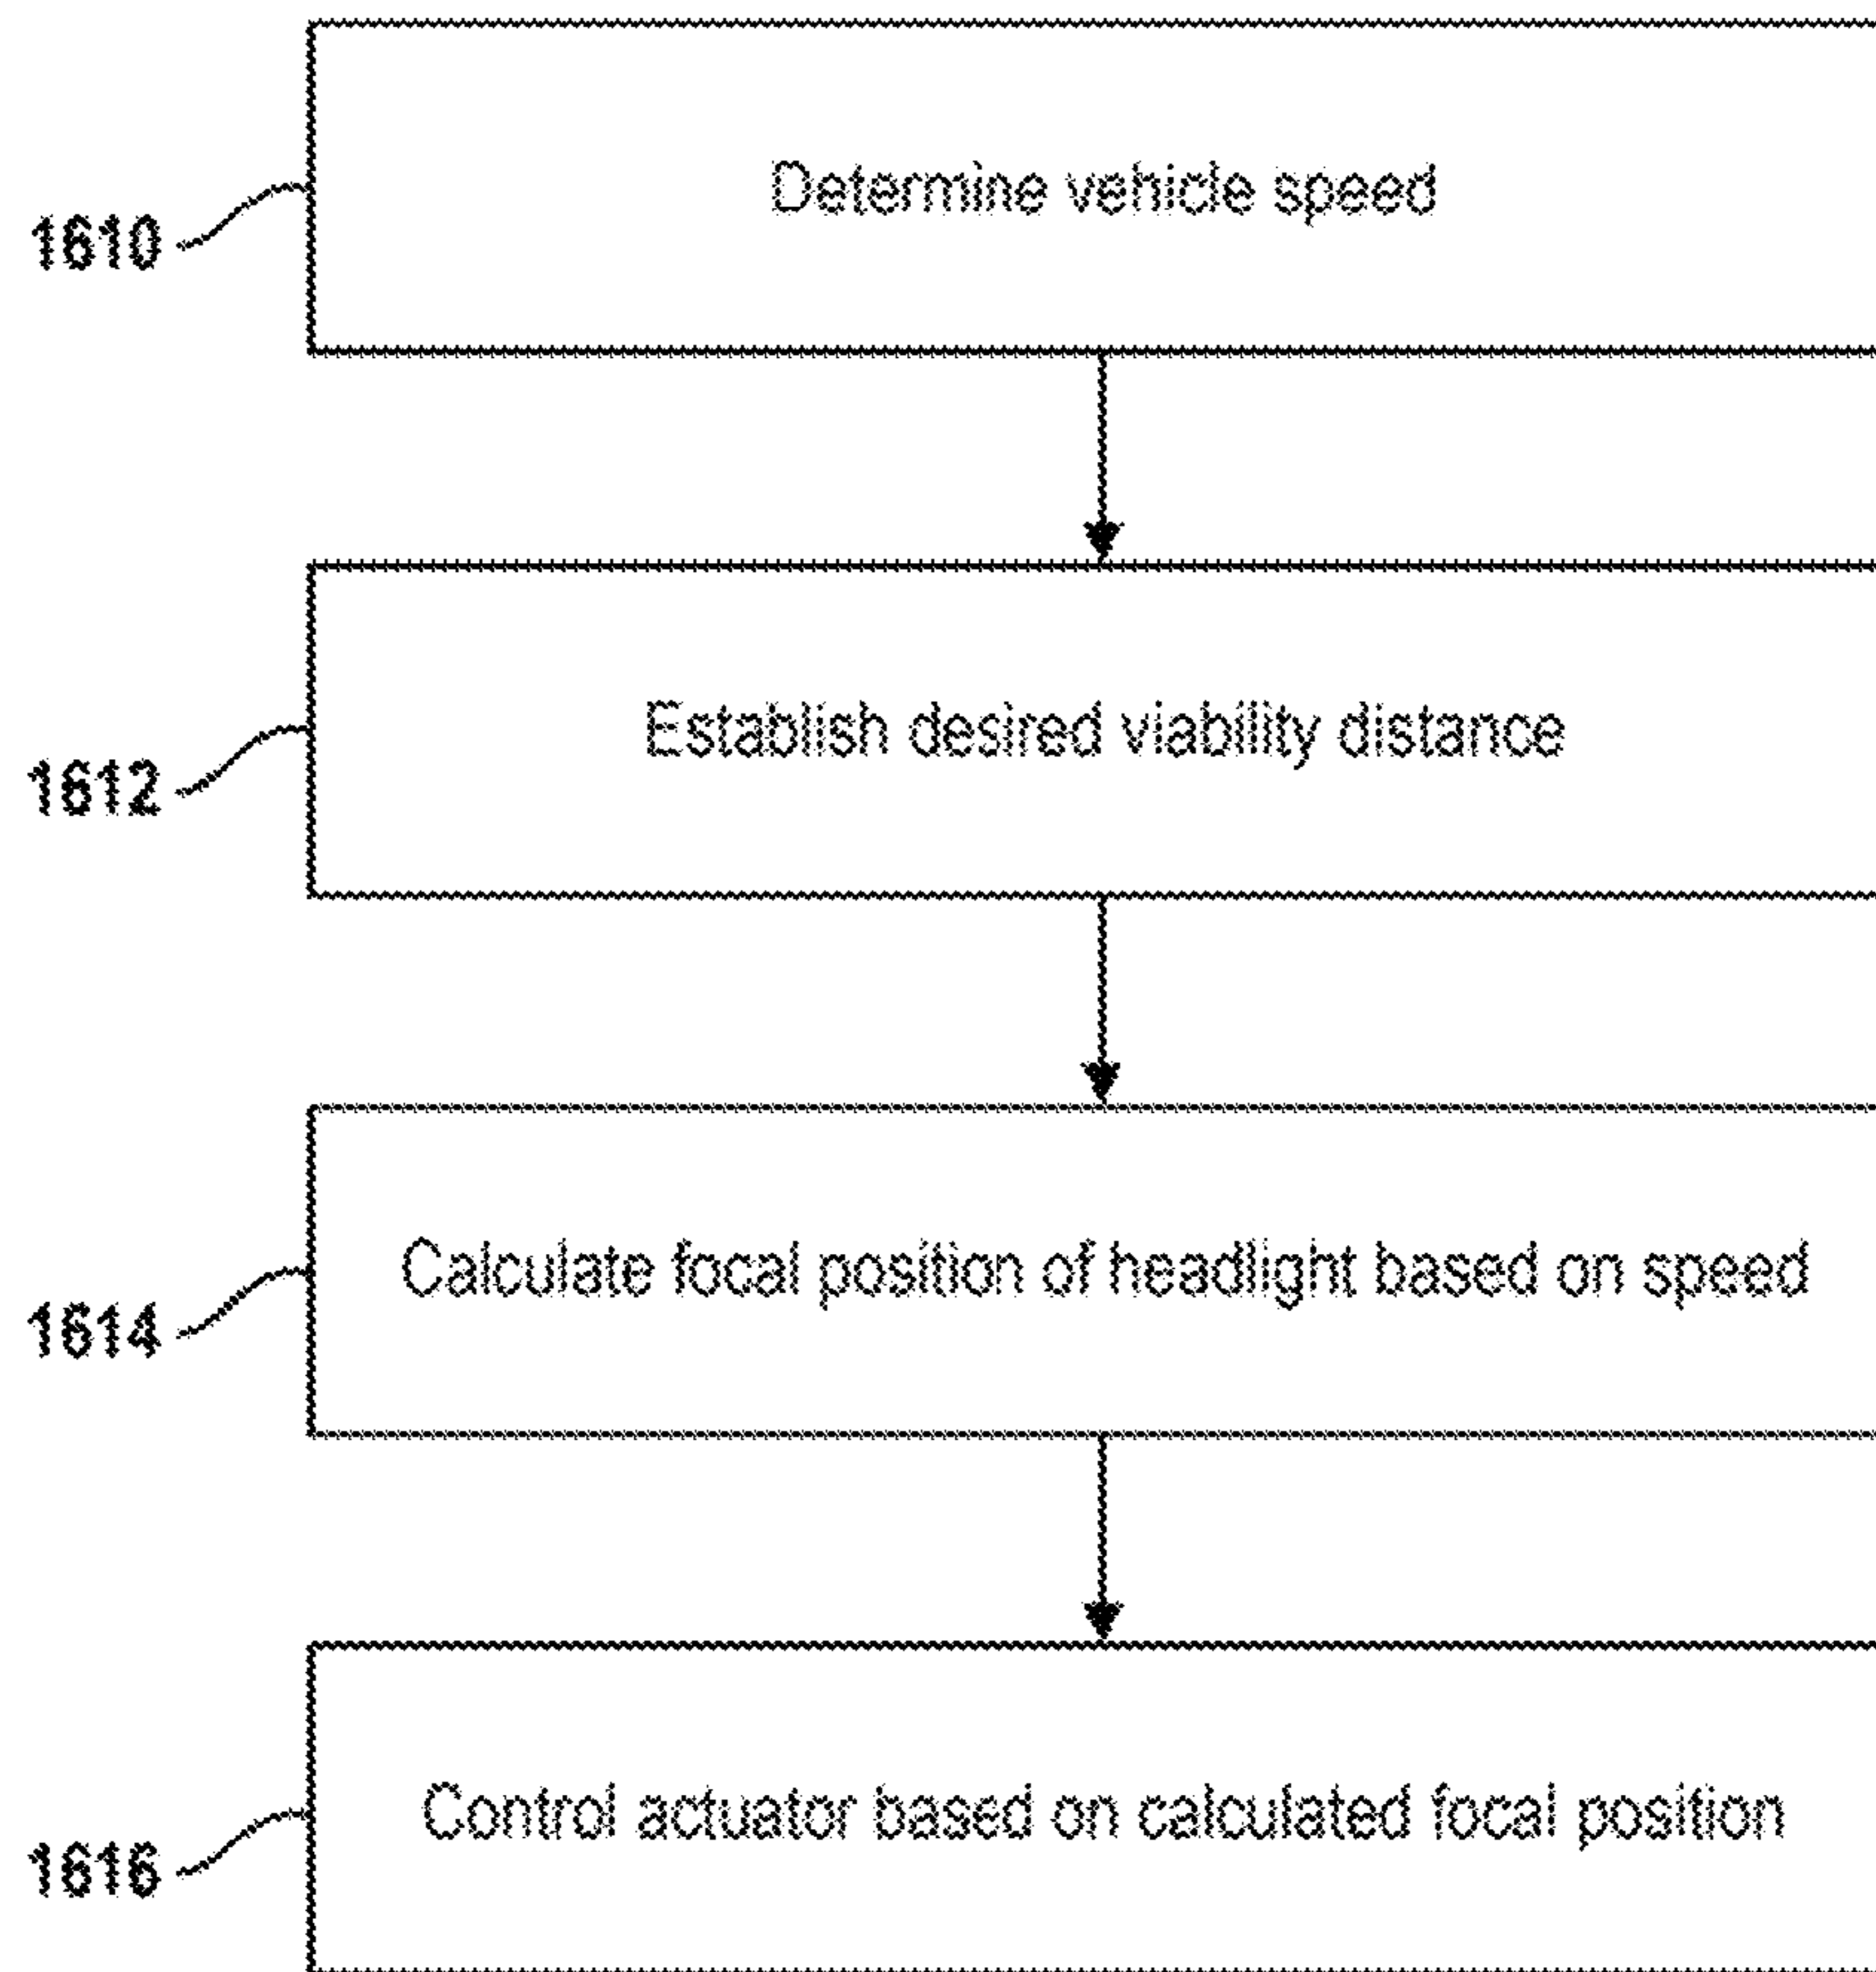 Determine vehicle speed
1610
Establish desired viability distance
1612
Calculate focal position of headlight based on speed
1614
Control actuator based on calculated focal position
1616